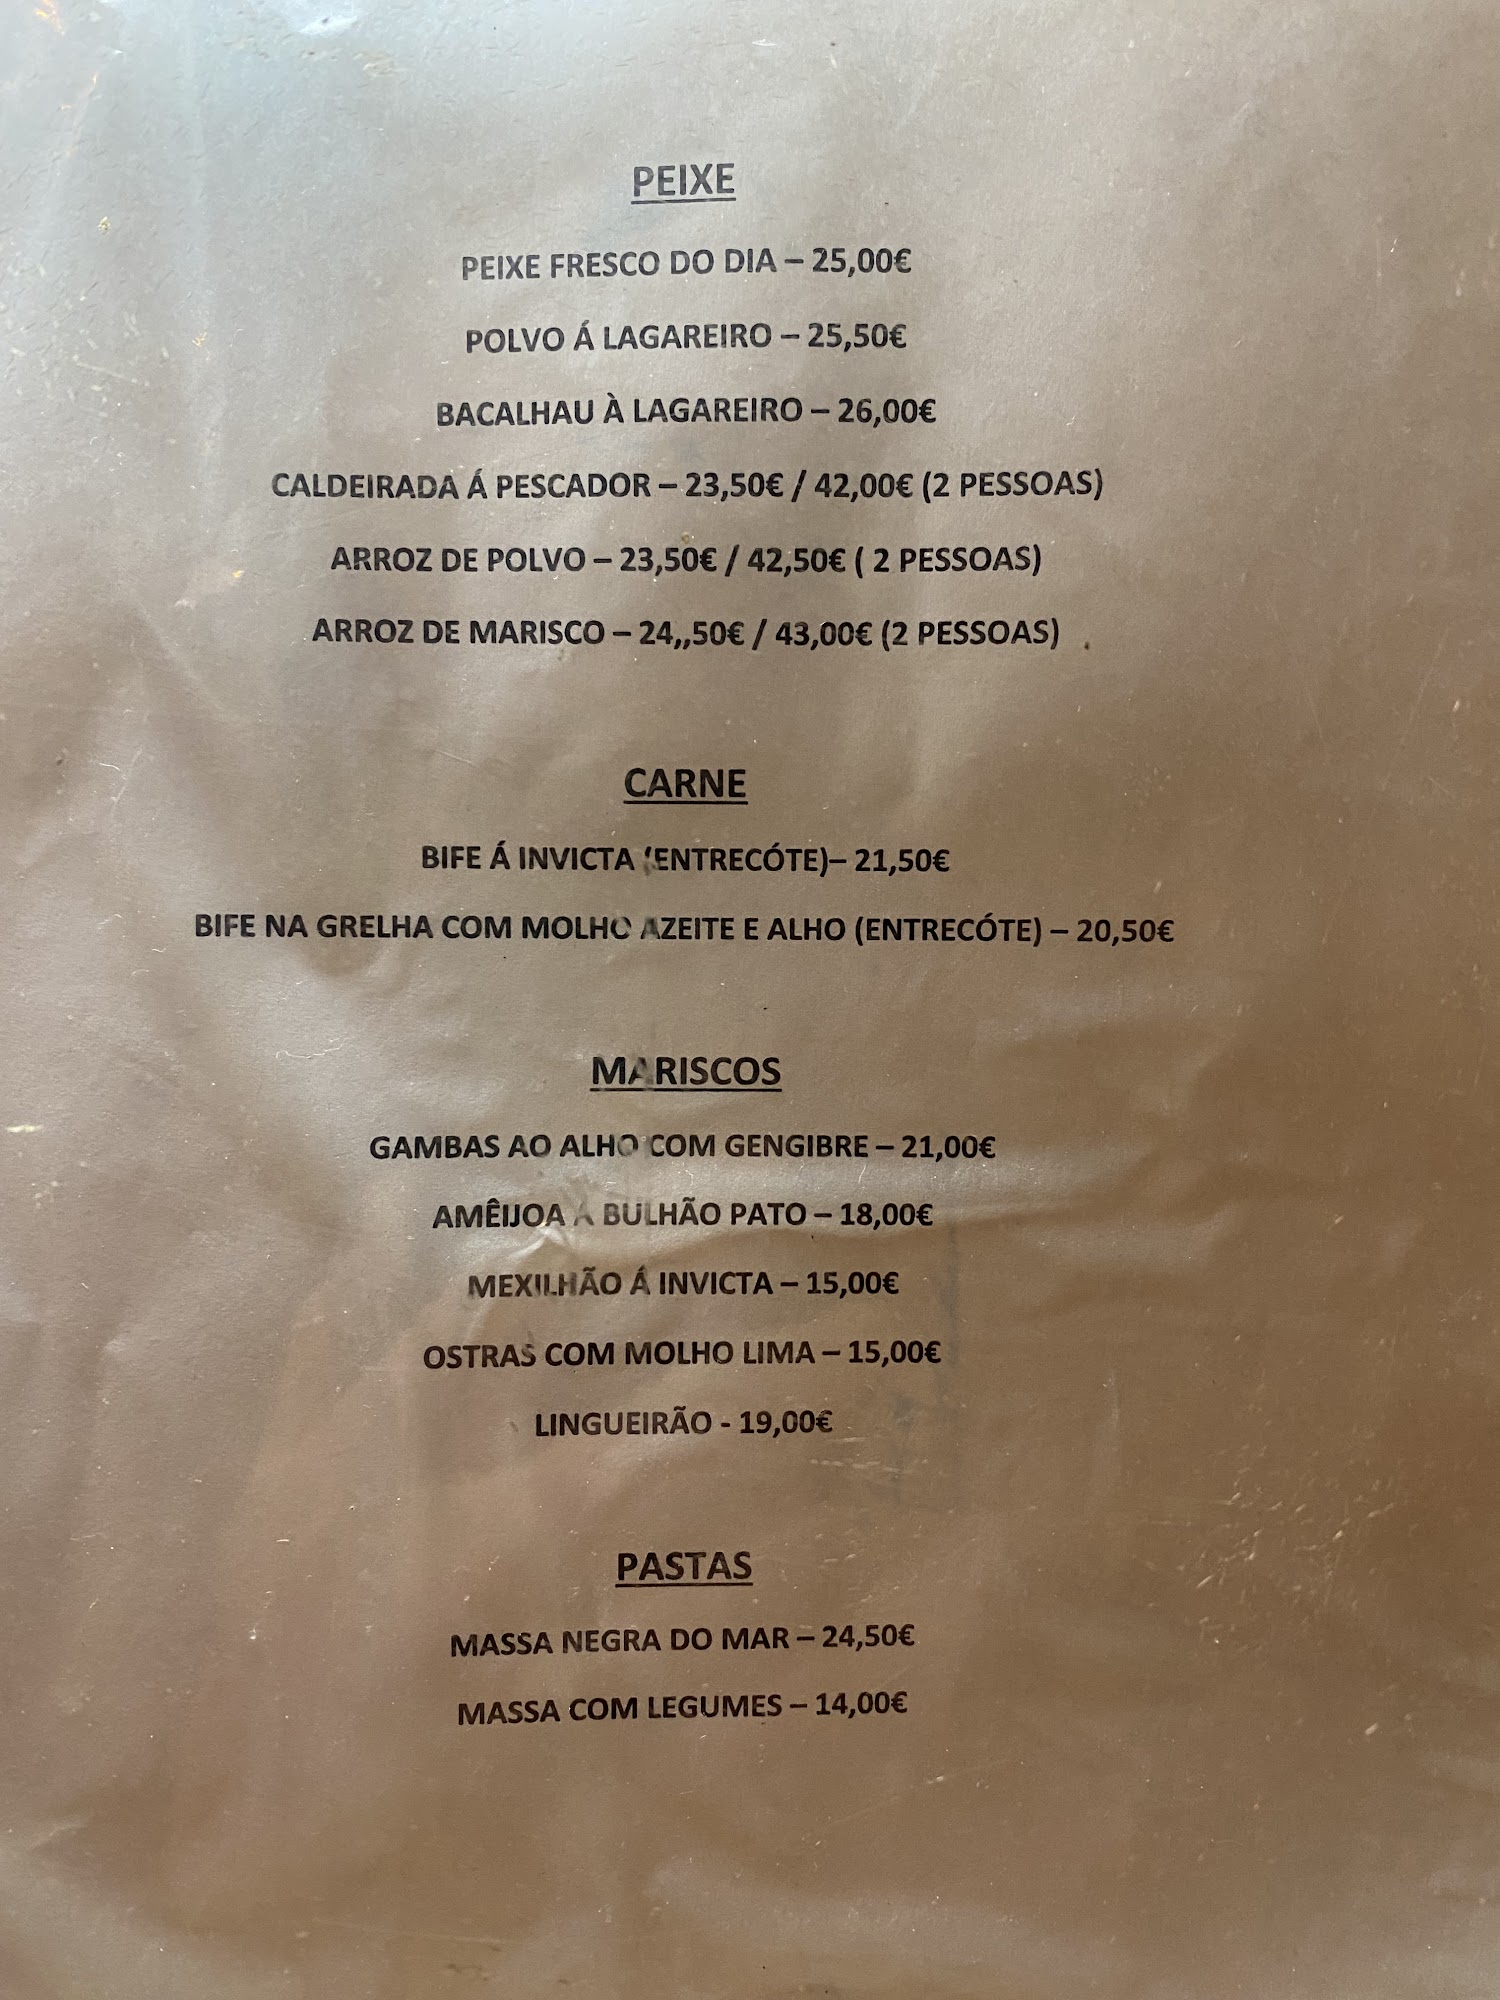 PEIXE
PEIXE FRESCO DO DIA – 25,00€
POLVO Á LAGAREIRO – 25,50€
BACALHAU À LAGAREIRO – 26,00€
CALDEIRADA Á PESCADOR – 23,50€ / 42,00€ (2 PESSOAS)
ARROZ DE POLVO – 23,50€ / 42,50€ ( 2 PESSOAS)
ARROZ DE MARISCO – 24,,50€ / 43,00€ (2 PESSOAS)
CARNE
BIFE Á INVICTA (ENTRECÓTE)– 21,50€
BIFE NA GRELHA COM MOLHO AZEITE E ALHO (ENTRECÓTE) – 20,50€
MARISCOS
GAMBAS AO ALHO COM GENGIBRE – 21,00€
AMÊIJOA Á BULHÃO PATO – 18,00€
MEXILHÃO Á INVICTA – 15,00€
OSTRAS COM MOLHO LIMA – 15,00€
LINGUEIRÃO - 19,00€
PASTAS
MASSA NEGRA DO MAR – 24,50€
MASSA COM LEGUMES – 14,00€